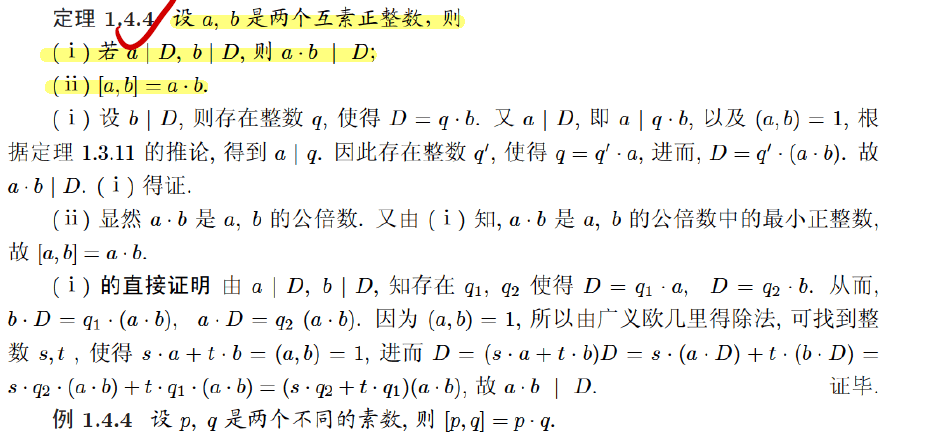 定理 1.4.4 设 a, b 是两个互素正整数, 则
(ⅰ) 若 a | D, b | D, 则 a · b | D;
(ⅱ) [a, b] = a · b.
(ⅰ) 设 b | D, 则存在整数 q, 使得 D = q · b. 又 a | D, 即 a | q · b, 以及 (a, b) = 1, 根
据定理 1.3.11 的推论, 得到 a | q. 因此存在整数 q′, 使得 q = q′ · a, 进而, D = q′ · (a · b). 故
a · b | D. (ⅰ) 得证.
(ⅱ) 显然 a · b 是 a, b 的公倍数. 又由 (ⅰ) 知, a · b 是 a, b 的公倍数中的最小正整数,
故 [a, b] = a · b.
(ⅰ) 的直接证明 由 a | D, b | D, 知存在 q₁, q₂ 使得 D = q₁ · a, D = q₂ · b. 从而,
b · D = q₁ · (a · b), a · D = q₂ (a · b). 因为 (a, b) = 1, 所以由广义欧几里得除法, 可找到整
数 s, t , 使得 s · a + t · b = (a, b) = 1, 进而 D = (s · a + t · b)D = s · (a · D) + t · (b · D) =
s · q₂ · (a · b) + t · q₁ · (a · b) = (s · q₂ + t · q₁)(a · b), 故 a · b | D. 证毕.
例 1.4.4 设 p, q 是两个不同的素数, 则 [p, q] = p · q.